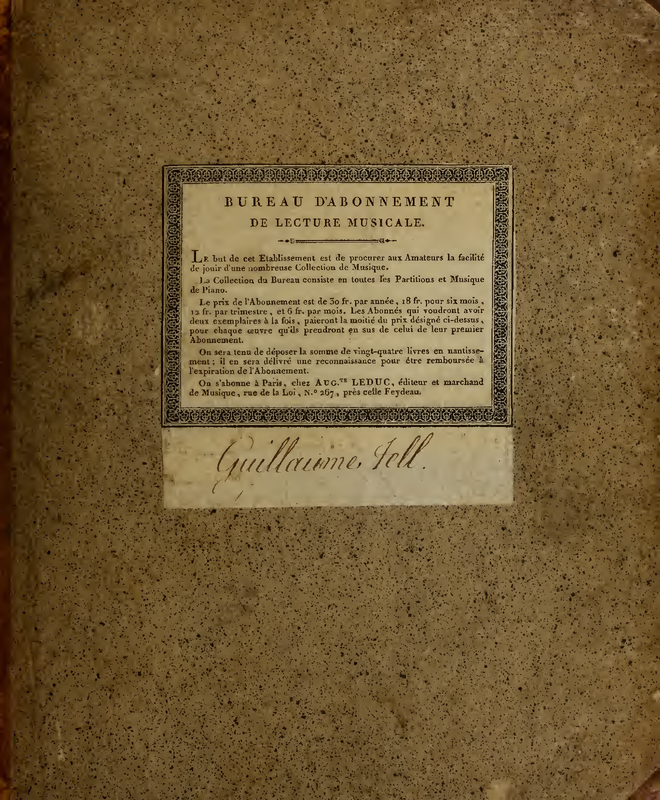 BUREAU D'ABONNEMENT
DE LECTURE MUSICALE.
LE but de cet Etablissement est de procurer aux Amateurs la facilité
de jouir d'une nombreuse Collection de Musique.
La Collection du Bureau consiste en toutes les Partitions et Musique
de Piano.
Le prix de l'Abonnement est de 30 fr. par année, 18 fr. pour six mois,
12 fr. par trimestre, et 6 fr. par mois. Les Abonnés qui voudront avoir
deux exemplaires à la fois, paieront la moitié du prix désigné ci-dessus,
pour chaque œuvre qu'ils prendront en sus de celui de leur premier
Abonnement.
On sera tenu de déposer la somme de vingt-quatre livres en nantisse-
ment; il en sera délivré une reconnaissance pour être remboursée à
l'expiration de l'Abonnement.
On s'abonne à Paris, chez AUG.TE LEDUC, éditeur et marchand
de Musique, rue de la Loi, N.° 267, près celle Feydeau.
Guillaume Tell.